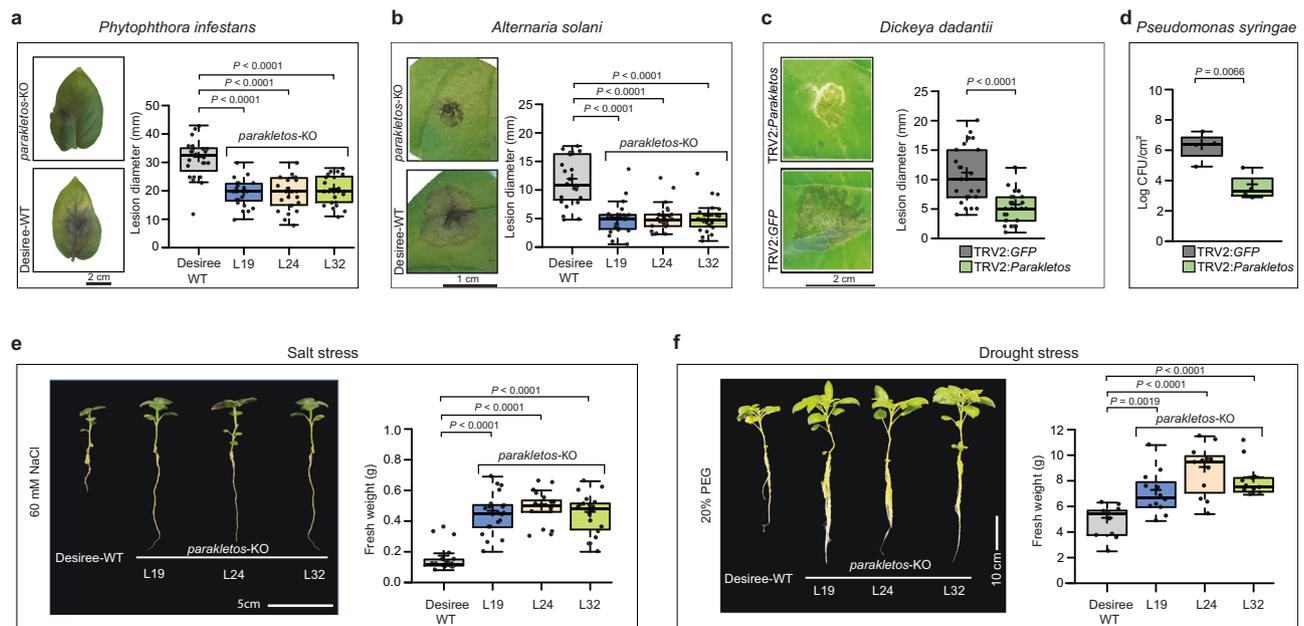 a
Phytophthora infestans
parakletos-KO
Desiree-WT
2 cm
Lesion diameter (mm)
50
40
30
20
10
0
P < 0.0001
P < 0.0001
P < 0.0001
parakletos-KO
Desiree WT
L19
L24
L32
b
Alternaria solani
parakletos-KO
Desiree-WT
1 cm
Lesion diameter (mm)
25
20
15
10
5
0
P < 0.0001
P < 0.0001
P < 0.0001
parakletos-KO
Desiree WT
L19
L24
L32
c
Dickeya dadantii
TRV2:Parakletos
TRV2:GFP
2 cm
Lesion diameter (mm)
25
20
15
10
5
0
P < 0.0001
TRV2:GFP
TRV2:Parakletos
d
Pseudomonas syringae
Log CFU/cm²
10
8
6
4
2
0
P = 0.0066
TRV2:GFP
TRV2:Parakletos
e
Salt stress
60 mM NaCl
Desiree-WT
parakletos-KO
L19
L24
L32
5cm
Fresh weight (g)
1.0
0.8
0.6
0.4
0.2
0.0
P < 0.0001
P < 0.0001
P < 0.0001
parakletos-KO
Desiree WT
L19
L24
L32
f
Drought stress
20% PEG
Desiree-WT
parakletos-KO
L19
L24
L32
10 cm
Fresh weight (g)
12
10
8
6
4
2
0
P < 0.0001
P < 0.0001
P = 0.0019
parakletos-KO
Desiree WT
L19
L24
L32